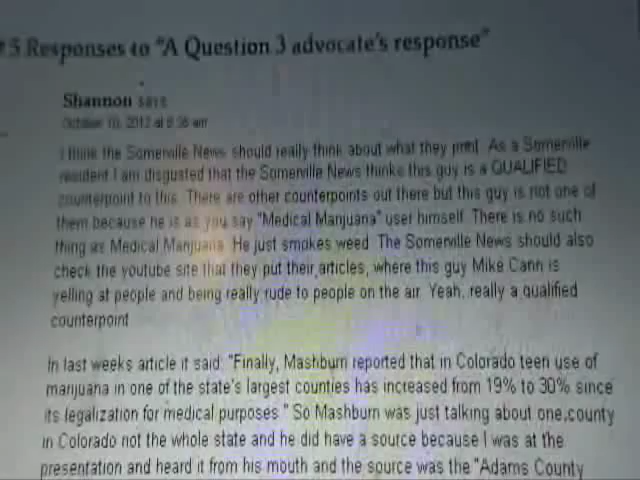 5 Responses to "A Question 3 advocate's response"
Shannon says
October 10, 2012 at 8:36 am
I think the Somerville News should really think about what they print. As a Somerville
resident I am disgusted that the Somerville News thinks this guy is a QUALIFIED
counterpoint to this. There are other counterpoints out there but this guy is not one of
them because he is as you say "Medical Marijuana" user himself. There is no such
thing as Medical Marijuana. He just smokes weed. The Somerville News should also
check the youtube site that they put their articles, where this guy Mike Cann is
yelling at people and being really rude to people on the air. Yeah, really a qualified
counterpoint
In last weeks article it said: "Finally, Mashburn reported that in Colorado teen use of
marijuana in one of the state's largest counties has increased from 19% to 30% since
its legalization for medical purposes." So Mashburn was just talking about one county
in Colorado not the whole state and he did have a source because I was at the
presentation and heard it from his mouth and the source was the "Adams County